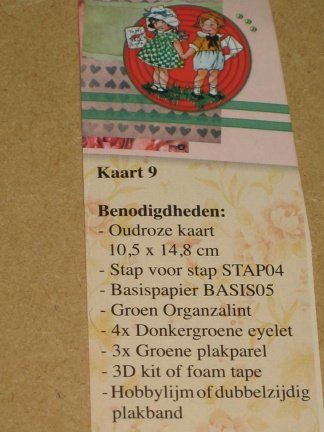 Kaart 9
Benodigdheden:
- Oudroze kaart
10,5 x 14,8 cm
- Stap voor stap STAP04
- Basispapier BASIS05
- Groen Organzalint
- 4x Donkergroene eyelet
- 3x Groene plakparel
- 3D kit of foam tape
- Hobbylijm of dubbelzijdig
plakband